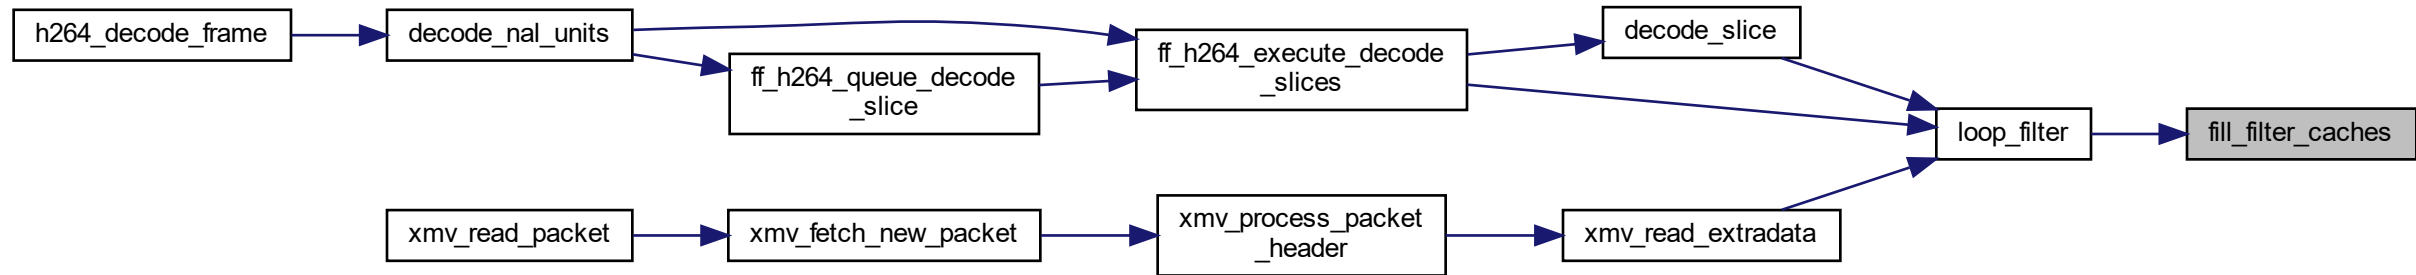 h264_decode_frame
decode_nal_units
ff_h264_queue_decode
_slice
ff_h264_execute_decode
_slices
decode_slice
loop_filter
fill_filter_caches
xmv_read_packet
xmv_fetch_new_packet
xmv_process_packet
_header
xmv_read_extradata